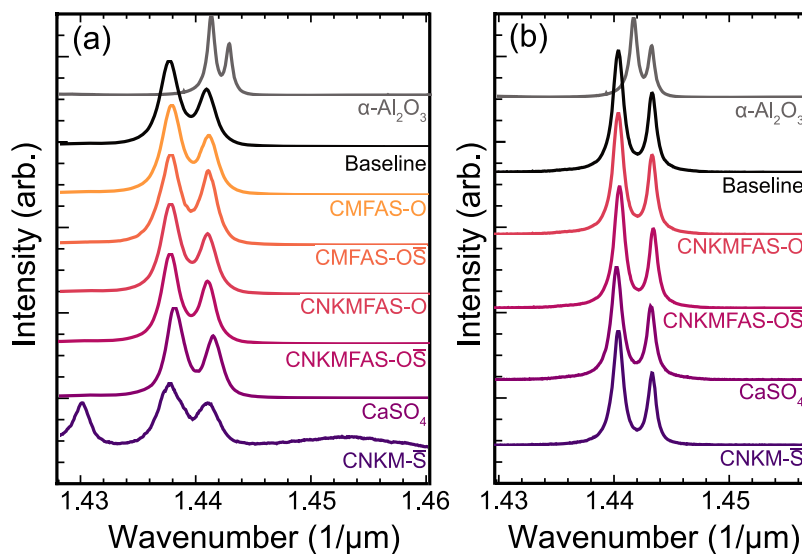 (a)
α-Al₂O₃
Baseline
CMFAS-O
CMFAS-OS̅
CNKMFAS-O
CNKMFAS-OS̅
CaSO₄
CNKM-S̅
Intensity (arb.)
1.43 1.44 1.45 1.46
Wavenumber (1/μm)
(b)
α-Al₂O₃
Baseline
CNKMFAS-O
CNKMFAS-OS̅
CaSO₄
CNKM-S̅
Intensity (arb.)
1.43 1.44 1.45
Wavenumber (1/μm)